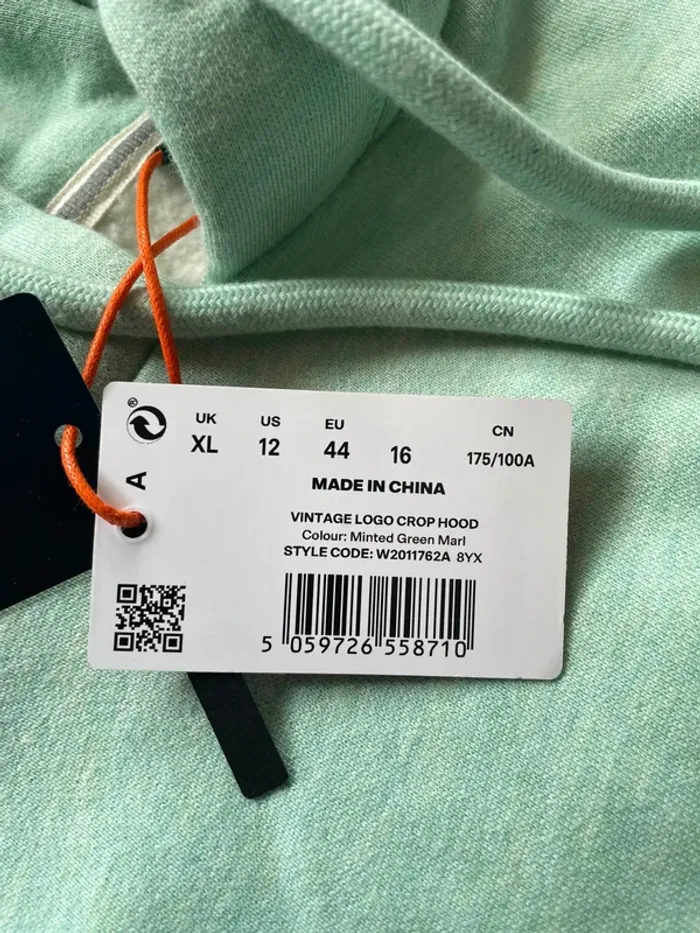 ®
UK US EU CN
XL 12 44 16 175/100A
A
MADE IN CHINA
VINTAGE LOGO CROP HOOD
Colour: Minted Green Marl
STYLE CODE: W2011762A 8YX
5 059726 558710